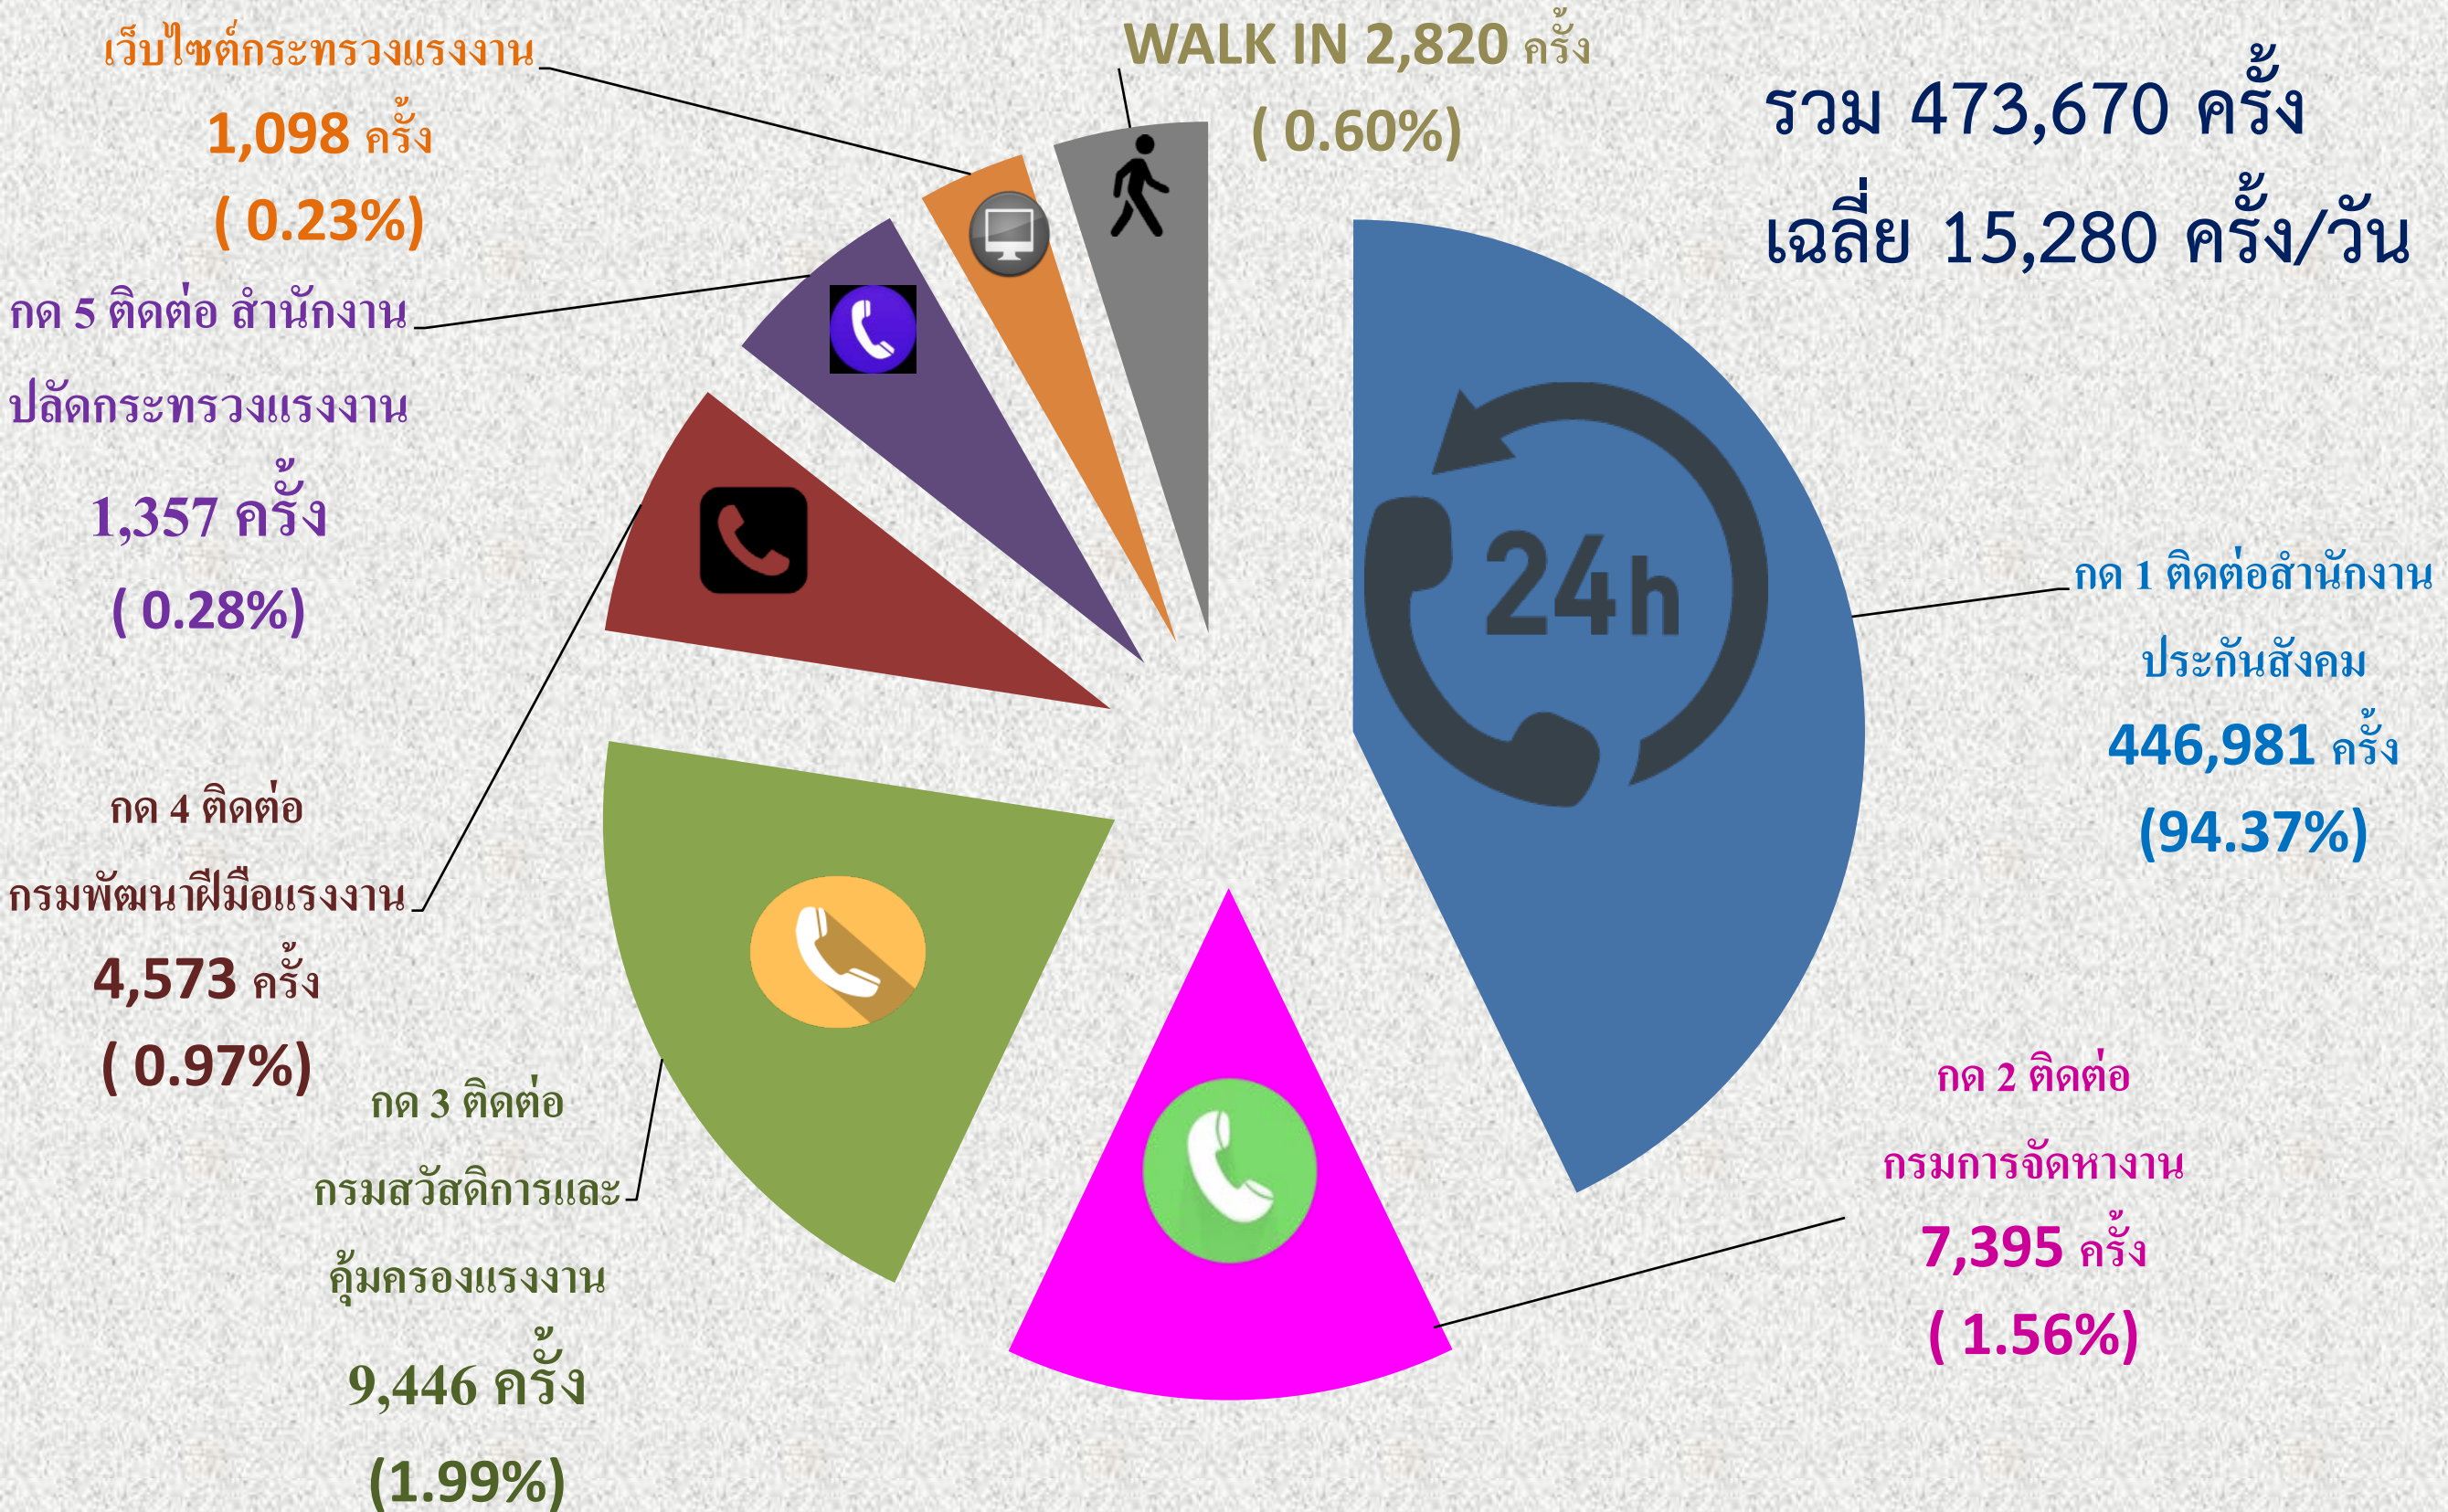 เว็บไซต์กระทรวงแรงงาน
1,098 ครั้ง
( 0.23%)
WALK IN 2,820 ครั้ง
( 0.60%)
รวม 473,670 ครั้ง
เฉลี่ย 15,280 ครั้ง/วัน
กด 5 ติดต่อ สำนักงาน
ปลัดกระทรวงแรงงาน
1,357 ครั้ง
( 0.28%)
24h
กด 1 ติดต่อสำนักงาน
ประกันสังคม
446,981 ครั้ง
(94.37%)
กด 4 ติดต่อ
กรมพัฒนาฝีมือแรงงาน
4,573 ครั้ง
( 0.97%)
กด 3 ติดต่อ
กรมสวัสดิการและ
คุ้มครองแรงงาน
9,446 ครั้ง
(1.99%)
กด 2 ติดต่อ
กรมการจัดหางาน
7,395 ครั้ง
( 1.56%)